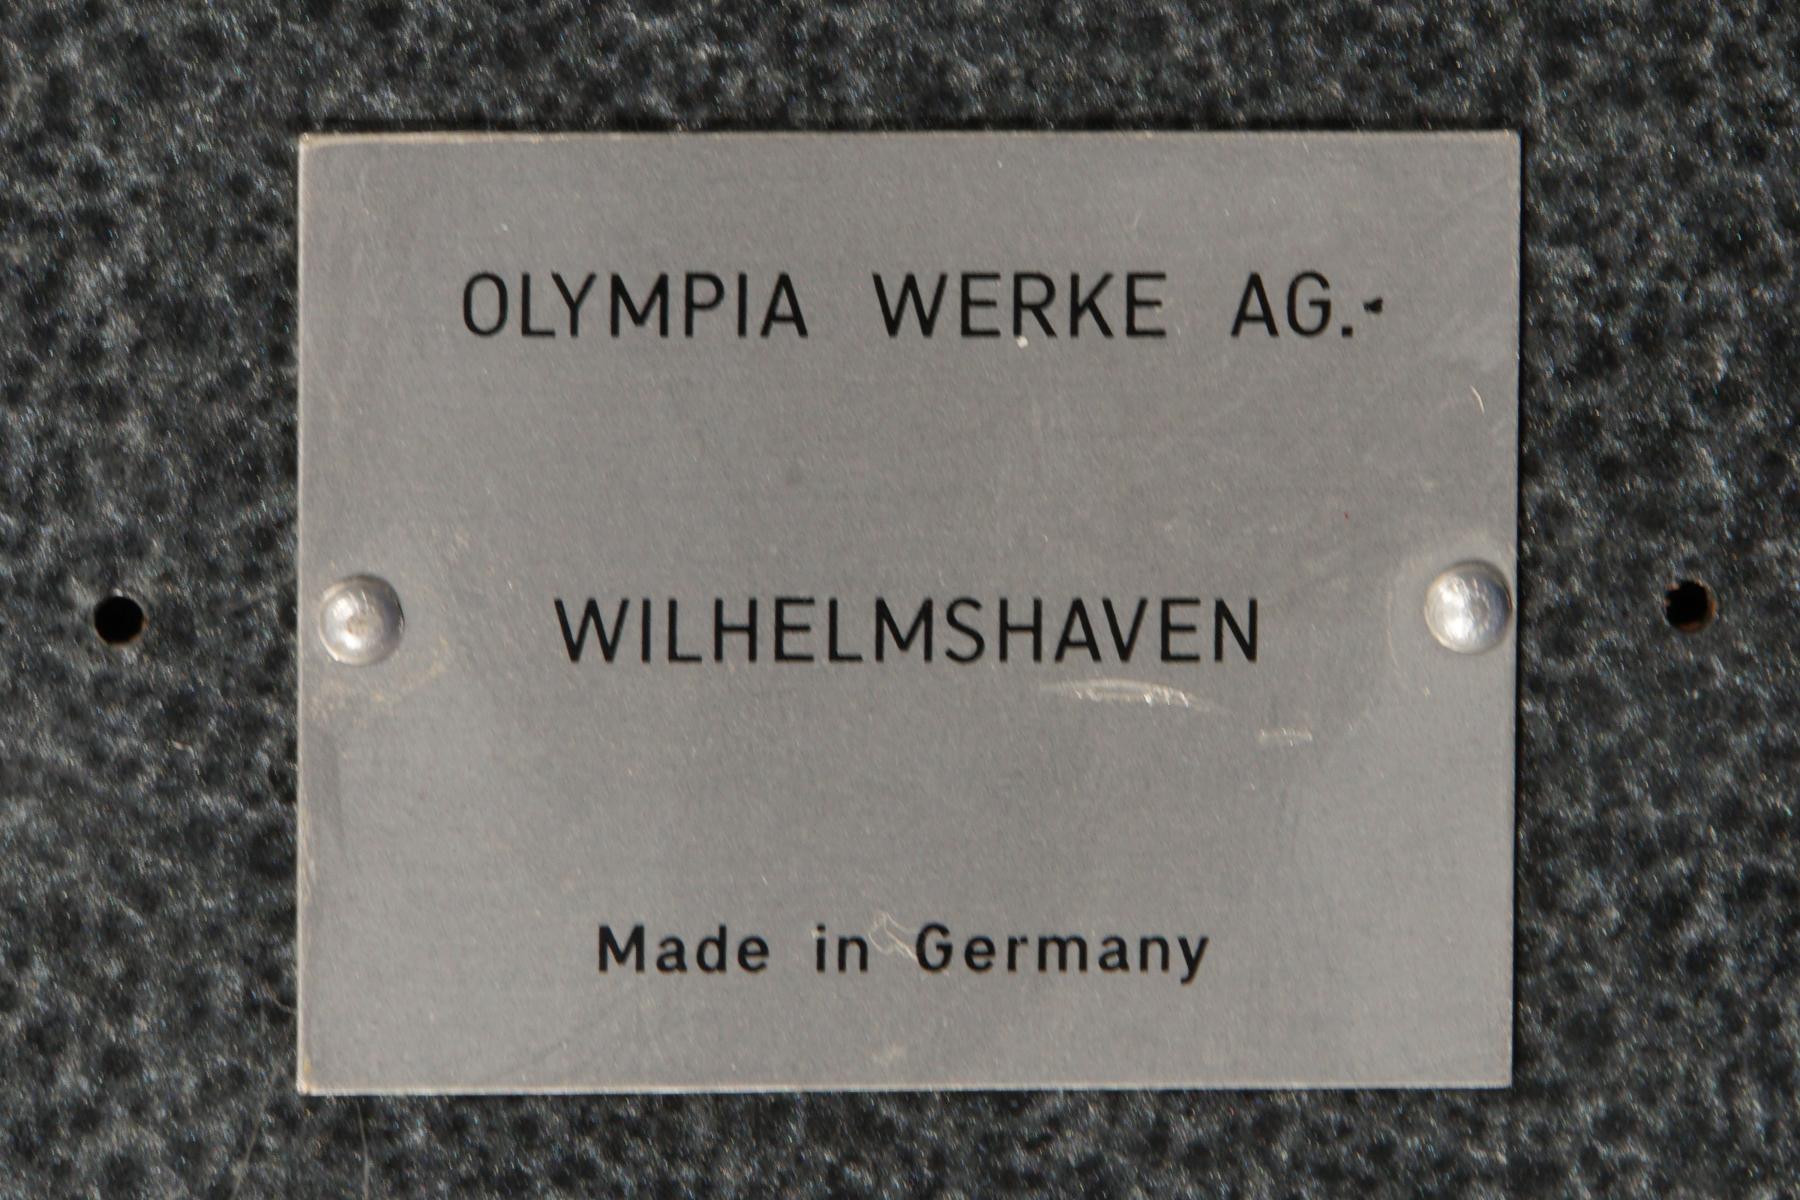 OLYMPIA WERKE AG.
WILHELMSHAVEN
Made in Germany